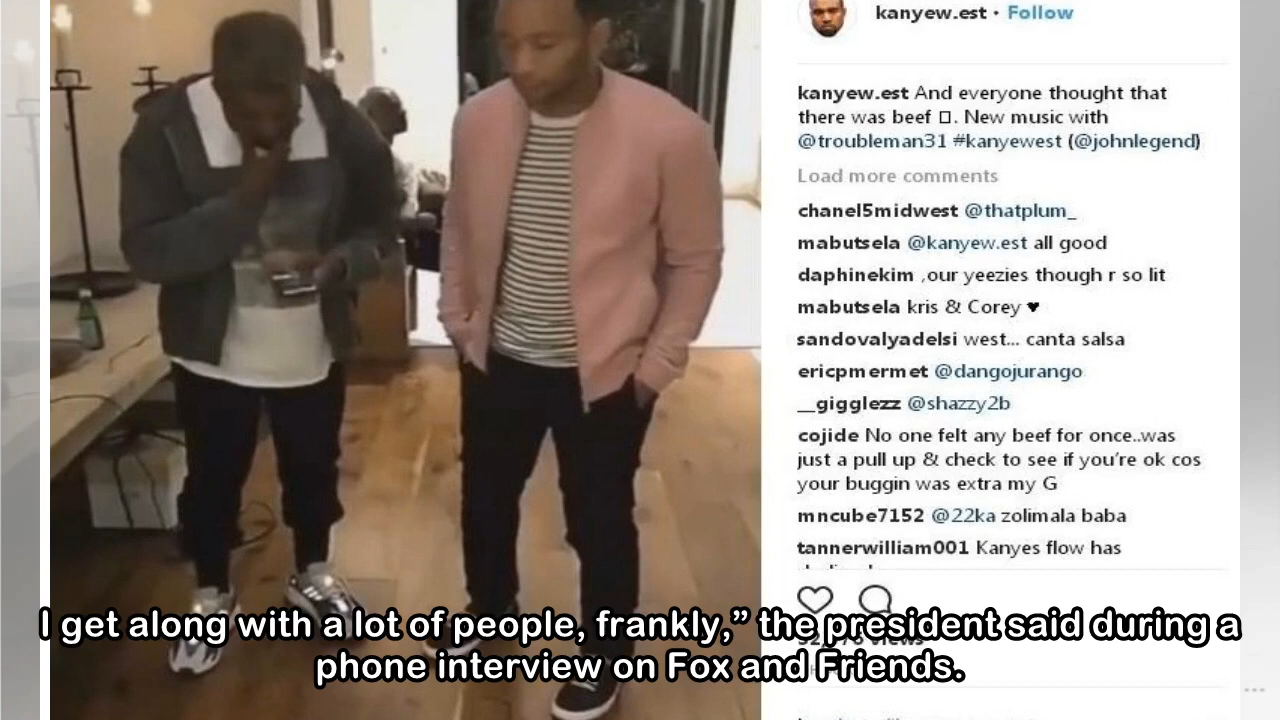 kanyew.est • Follow
kanyew.est And everyone thought that
there was beef □. New music with
@troubleman31 #kanyewest (@johnlegend)
Load more comments
chanel5midwest @thatplum_
mabutsela @kanyew.est all good
daphinekim ,our yeezies though r so lit
mabutsela kris & Corey ♥
sandovalyadelsi west... canta salsa
ericpmermet @dangojurango
__gigglezz @shazzy2b
cojide No one felt any beef for once..was
just a pull up & check to see if you're ok cos
your buggin was extra my G
mncube7152 @22ka zolimala baba
tannerwilliam001 Kanyes flow has
I get along with a lot of people, frankly,” the president said during a
phone interview on Fox and Friends.